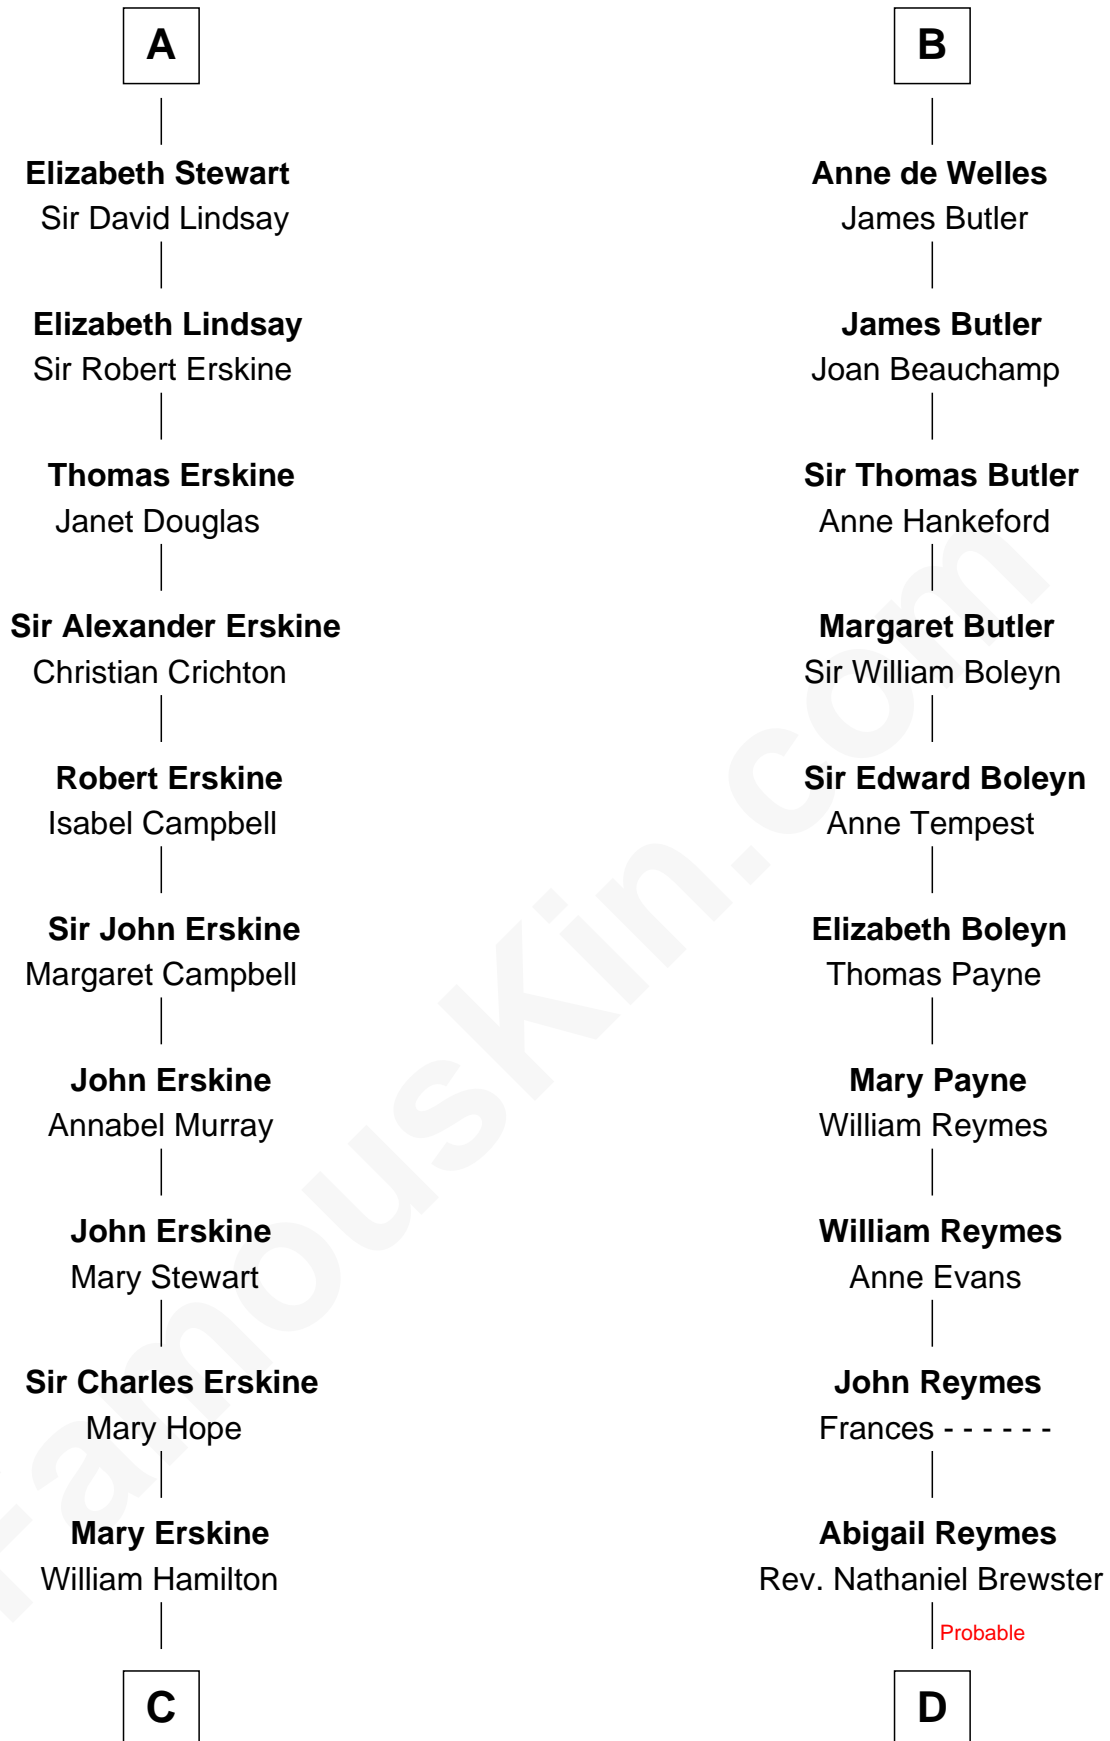 A
Elizabeth Stewart
Sir David Lindsay
Elizabeth Lindsay
Sir Robert Erskine
Thomas Erskine
Janet Douglas
Sir Alexander Erskine
Christian Crichton
Robert Erskine
Isabel Campbell
Sir John Erskine
Margaret Campbell
John Erskine
Annabel Murray
John Erskine
Mary Stewart
Sir Charles Erskine
Mary Hope
Mary Erskine
William Hamilton
C
B
Anne de Welles
James Butler
James Butler
Joan Beauchamp
Sir Thomas Butler
Anne Hankeford
Margaret Butler
Sir William Boleyn
Sir Edward Boleyn
Anne Tempest
Elizabeth Boleyn
Thomas Payne
Mary Payne
William Reymes
William Reymes
Anne Evans
John Reymes
Frances - - - - - -
Abigail Reymes
Rev. Nathaniel Brewster
Probable
D
FamousKin.com